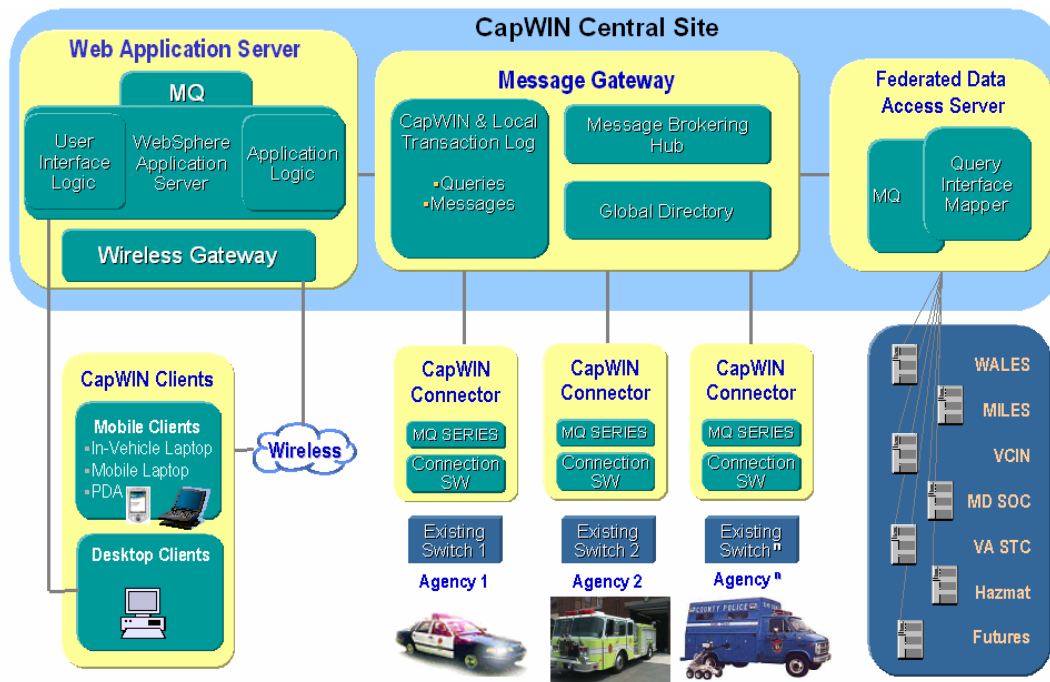 CapWIN Central Site
Web Application Server
MQ
User
Interface
Logic
WebSphere
Application
Server
Application
Logic
Wireless Gateway
Message Gateway
CapWIN & Local
Transaction Log
▪Queries
▪Messages
Message Brokering
Hub
Global Directory
Federated Data
Access Server
MQ
Query
Interface
Mapper
CapWIN Clients
Mobile Clients
▪In-Vehicle Laptop
▪Mobile Laptop
▪PDA
Desktop Clients
Wireless
CapWIN
Connector
MQ SERIES
Connection
SW
Existing
Switch 1
Agency 1
CapWIN
Connector
MQ SERIES
Connection
SW
Existing
Switch 2
Agency 2
CapWIN
Connector
MQ SERIES
Connection
SW
Existing
Switch n
Agency n
COUNTY POLICE
WALES
MILES
VCIN
MD SOC
VA STC
Hazmat
Futures